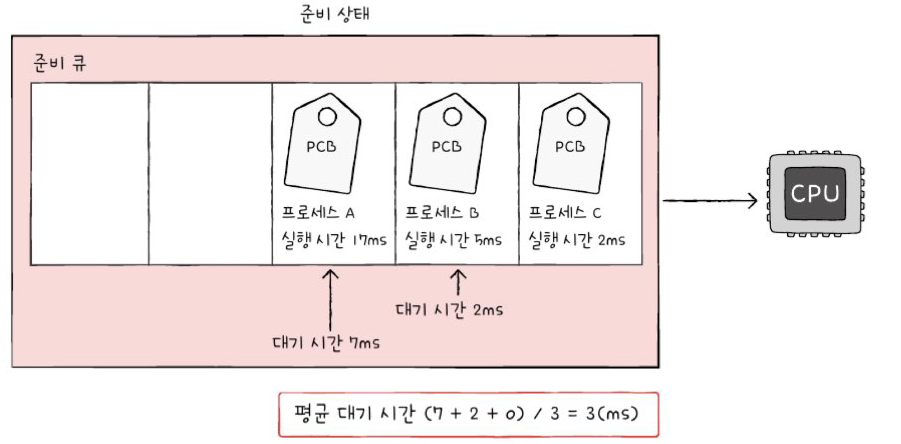 준비 상태
준비 큐
PCB
PCB
PCB
CPU
프로세스 A
실행 시간 17ms
프로세스 B
실행 시간 5ms
프로세스 C
실행 시간 2ms
대기 시간 2ms
대기 시간 7ms
평균 대기 시간 (7 + 2 + 0) / 3 = 3(ms)